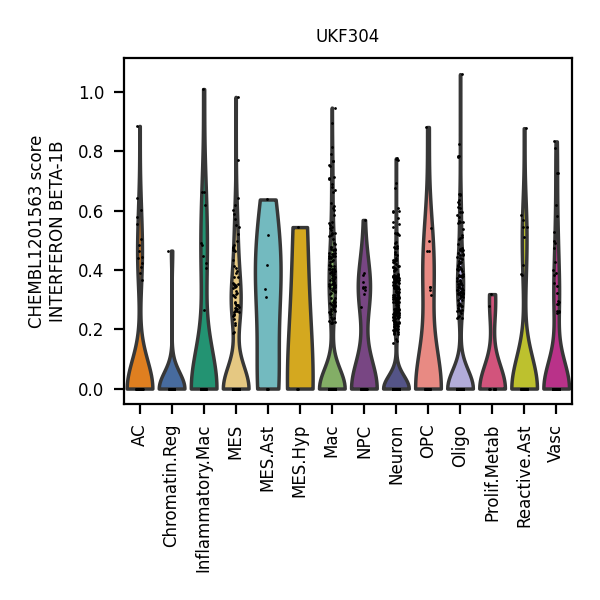 UKF304
CHEMBL1201563 score
INTERFERON BETA-1B
1.0
0.8
0.6
0.4
0.2
0.0
AC
Chromatin.Reg
Inflammatory.Mac
MES
MES.Ast
MES.Hyp
Mac
NPC
Neuron
OPC
Oligo
Prolif.Metab
Reactive.Ast
Vasc